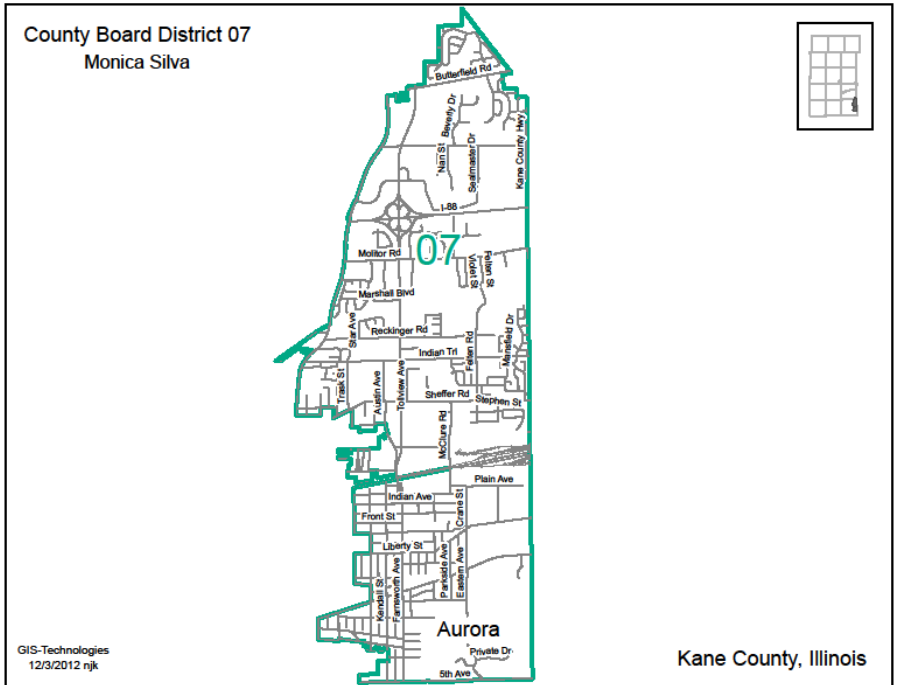 County Board District 07
Monica Silva
Butterfield Rd
Beverly Dr
Nan St
Sealmaster Dr
Kane County Hwy
I-88
07
Molitor Rd
Felten St
Violet St
Marshall Blvd
Star Ave
Reckinger Rd
Mansfield Dr
Felten Rd
Indian Trl
Trask St
Austin Ave
Tollview Ave
Sheffer Rd
Stephen St
McClure Rd
Plain Ave
Indian Ave
Crane St
Front St
Liberty St
Parkside Ave
Eastern Ave
Kendall St
Farnsworth Ave
Aurora
Private Dr
5th Ave
GIS-Technologies
12/3/2012 njk
Kane County, Illinois